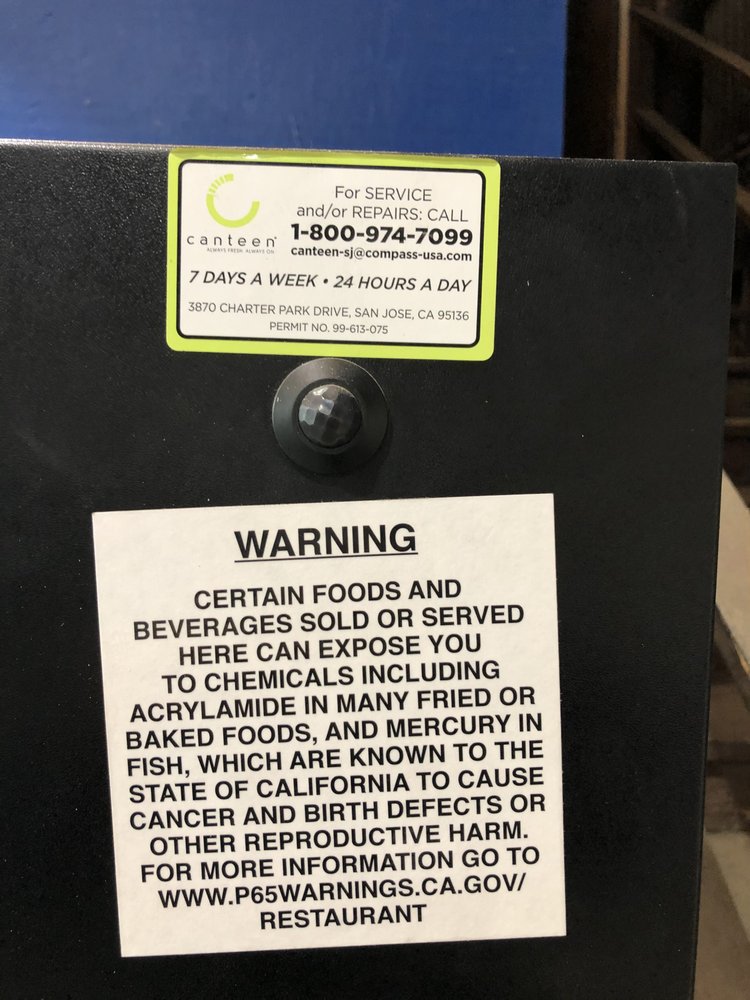 For SERVICE
and/or REPAIRS: CALL
1-800-974-7099
canteen-sj@compass-usa.com
canteen
ALWAYS FRESH. ALWAYS ON
7 DAYS A WEEK • 24 HOURS A DAY
3870 CHARTER PARK DRIVE, SAN JOSE, CA 95136
PERMIT NO. 99-613-075
WARNING
CERTAIN FOODS AND
BEVERAGES SOLD OR SERVED
HERE CAN EXPOSE YOU
TO CHEMICALS INCLUDING
ACRYLAMIDE IN MANY FRIED OR
BAKED FOODS, AND MERCURY IN
FISH, WHICH ARE KNOWN TO THE
STATE OF CALIFORNIA TO CAUSE
CANCER AND BIRTH DEFECTS OR
OTHER REPRODUCTIVE HARM.
FOR MORE INFORMATION GO TO
WWW.P65WARNINGS.CA.GOV/
RESTAURANT